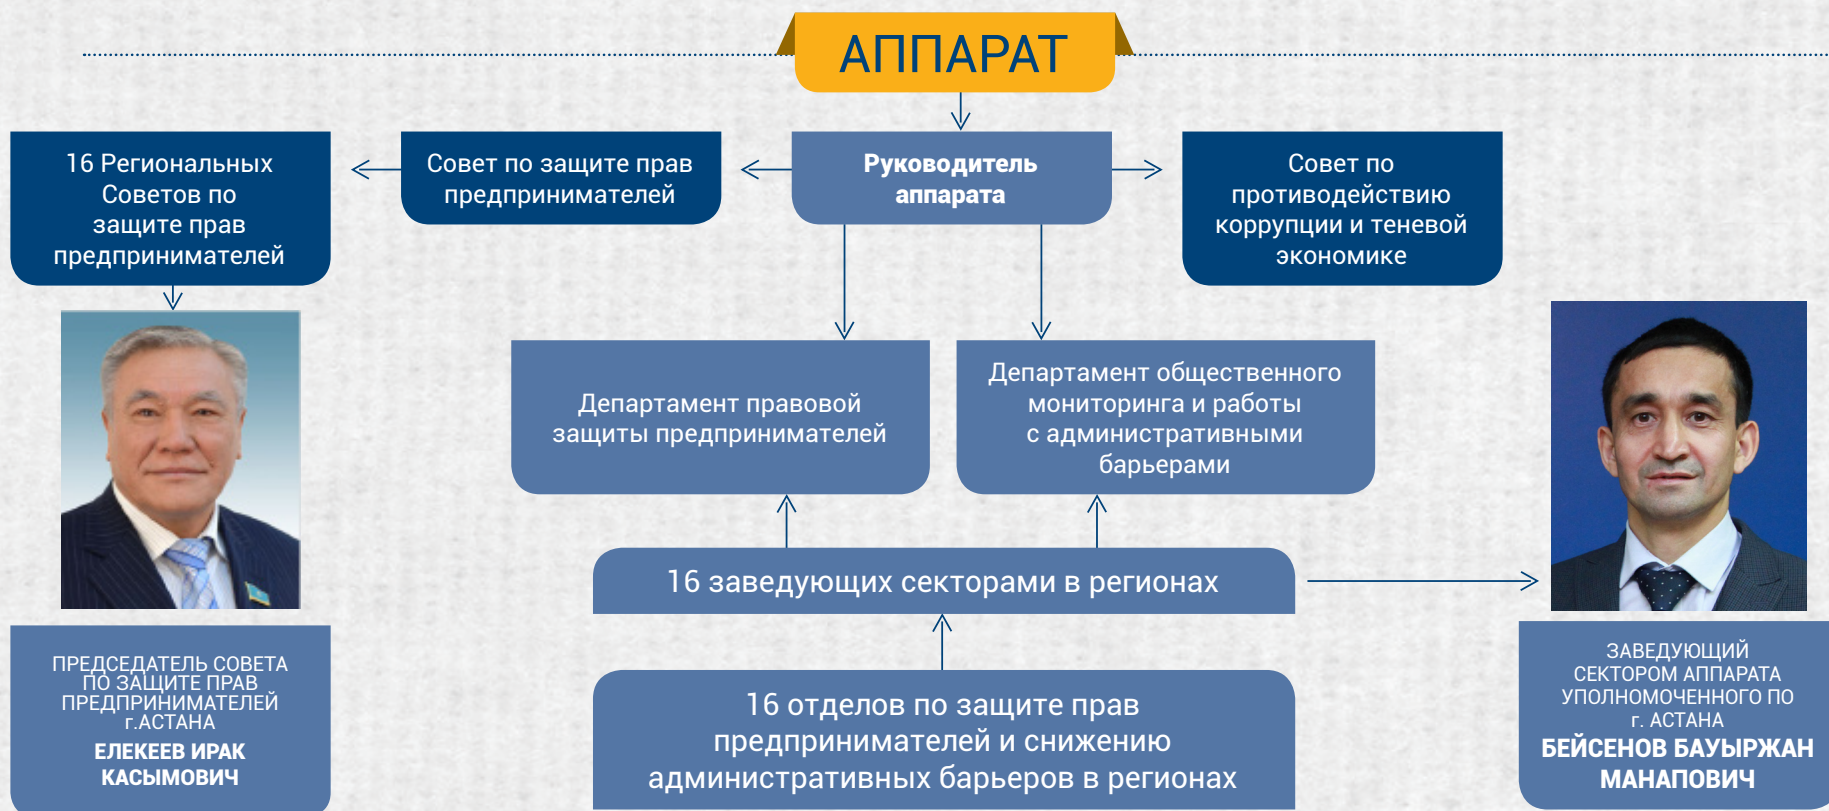 АППАРАТ
16 Региональных
Советов по
защите прав
предпринимателей
Совет по защите прав
предпринимателей
Руководитель
аппарата
Совет по
противодействию
коррупции и теневой
экономике
Департамент правовой
защиты предпринимателей
Департамент общественного
мониторинга и работы
с административными
барьерами
16 заведующих секторами в регионах
16 отделов по защите прав
предпринимателей и снижению
административных барьеров в регионах
ПРЕДСЕДАТЕЛЬ СОВЕТА
ПО ЗАЩИТЕ ПРАВ
ПРЕДПРИНИМАТЕЛЕЙ
г.АСТАНА
ЕЛЕКЕЕВ ИРАК
КАСЫМОВИЧ
ЗАВЕДУЮЩИЙ
СЕКТОРОМ АППАРАТА
УПОЛНОМОЧЕННОГО ПО
г. АСТАНА
БЕЙСЕНОВ БАУЫРЖАН
МАНАПОВИЧ